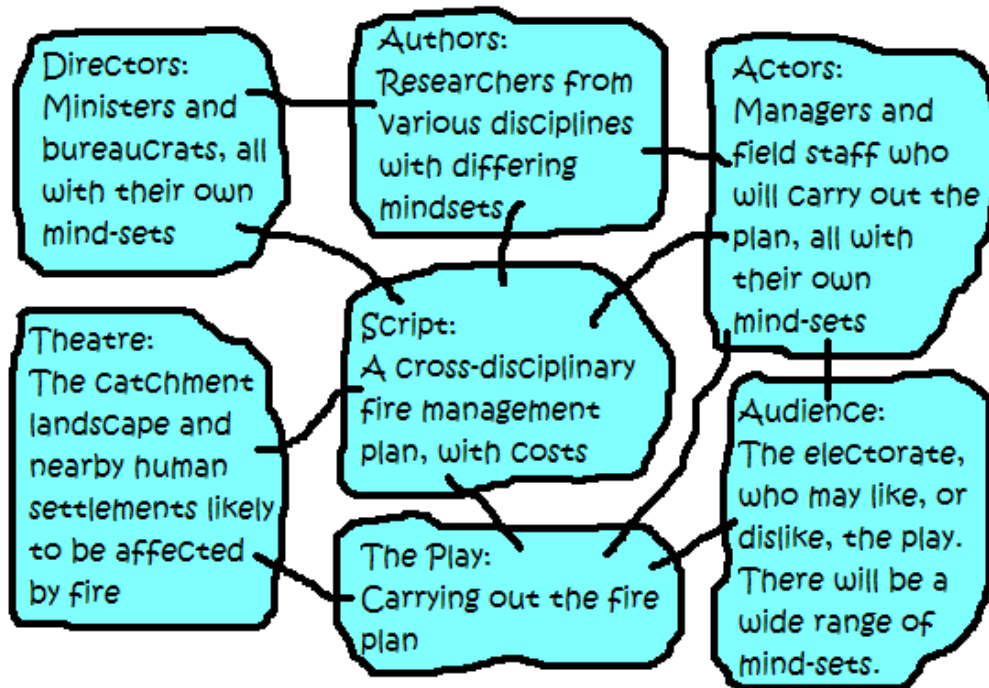 Directors:
Ministers and
bureaucrats, all
with their own
mind-sets
Authors:
Researchers from
various disciplines
with differing
mindsets
Actors:
Managers and
field staff who
will carry out the
plan, all with
their own
mind-sets
Theatre:
The catchment
landscape and
nearby human
settlements likely
to be affected
by fire
Script:
A cross-disciplinary
fire management
plan, with costs
The Play:
Carrying out the fire
plan
Audience:
The electorate,
who may like, or
dislike, the play.
There will be a
wide range of
mind-sets.